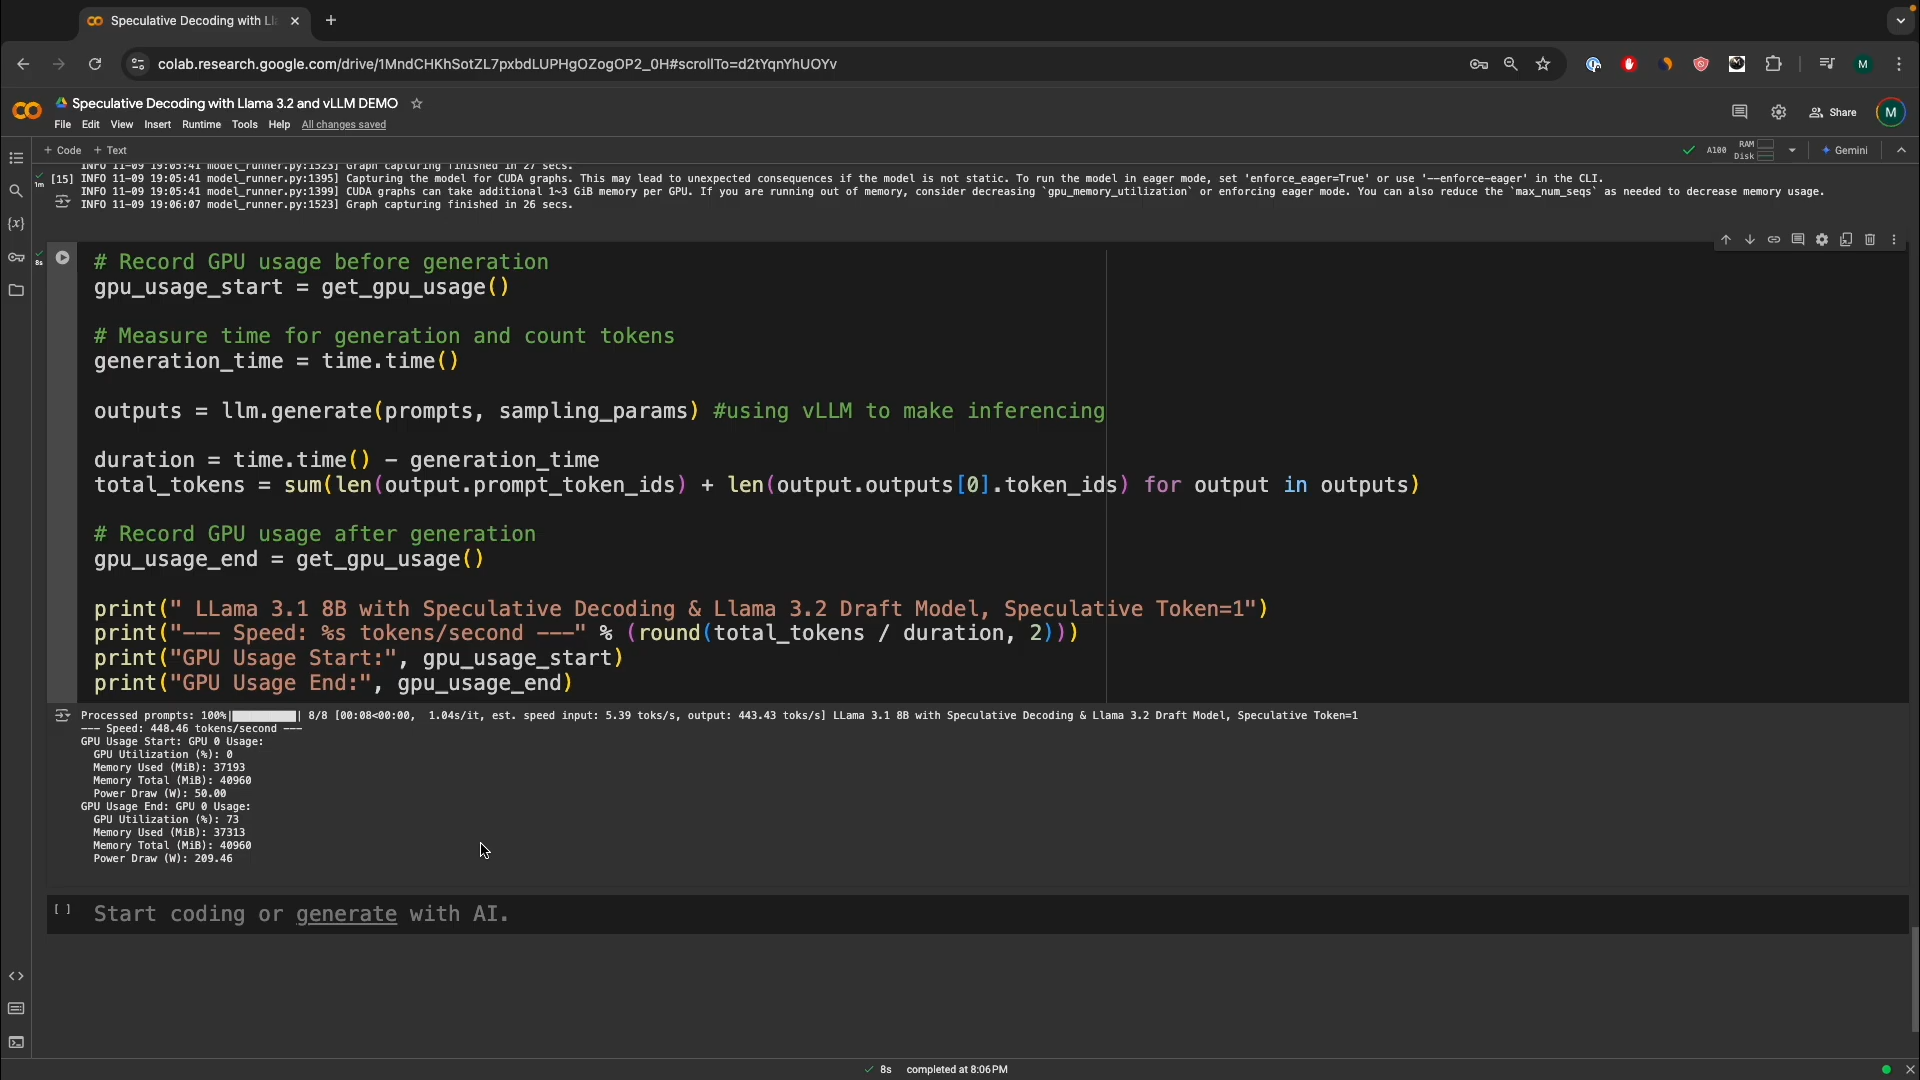 Speculative Decoding with Ll
colab.research.google.com/drive/1MndCHKhSotZL7pxbdLUPHgOZogOP2_0H#scrollTo=d2tYqnYhUOYv
M
Speculative Decoding with Llama 3.2 and vLLM DEMO
File Edit View Insert Runtime Tools Help All changes saved
Share
M
+ Code + Text
A100
RAM
Disk
Gemini
INFO 11-09 19:05:41 model_runner.py:1523] Graph capturing finished in 27 secs.
1m
[15]
INFO 11-09 19:05:41 model_runner.py:1395] Capturing the model for CUDA graphs. This may lead to unexpected consequences if the model is not static. To run the model in eager mode, set 'enforce_eager=True' or use '--enforce-eager' in the CLI.
INFO 11-09 19:05:41 model_runner.py:1399] CUDA graphs can take additional 1~3 GiB memory per GPU. If you are running out of memory, consider decreasing `gpu_memory_utilization` or enforcing eager mode. You can also reduce the `max_num_seqs` as needed to decrease memory usage.
INFO 11-09 19:06:07 model_runner.py:1523] Graph capturing finished in 26 secs.
8s
# Record GPU usage before generation
gpu_usage_start = get_gpu_usage()
# Measure time for generation and count tokens
generation_time = time.time()
outputs = llm.generate(prompts, sampling_params) #using vLLM to make inferencing
duration = time.time() - generation_time
total_tokens = sum(len(output.prompt_token_ids) + len(output.outputs[0].token_ids) for output in outputs)
# Record GPU usage after generation
gpu_usage_end = get_gpu_usage()
print(" LLama 3.1 8B with Speculative Decoding & Llama 3.2 Draft Model, Speculative Token=1")
print("--- Speed: %s tokens/second ---" % (round(total_tokens / duration, 2)))
print("GPU Usage Start:", gpu_usage_start)
print("GPU Usage End:", gpu_usage_end)
Processed prompts: 100%|██████████| 8/8 [00:08<00:00, 1.04s/it, est. speed input: 5.39 toks/s, output: 443.43 toks/s] LLama 3.1 8B with Speculative Decoding & Llama 3.2 Draft Model, Speculative Token=1
--- Speed: 448.46 tokens/second ---
GPU Usage Start: GPU 0 Usage:
GPU Utilization (%): 0
Memory Used (MiB): 37193
Memory Total (MiB): 40960
Power Draw (W): 50.00
GPU Usage End: GPU 0 Usage:
GPU Utilization (%): 73
Memory Used (MiB): 37313
Memory Total (MiB): 40960
Power Draw (W): 209.46
[ ] Start coding or generate with AI.
8s completed at 8:06 PM